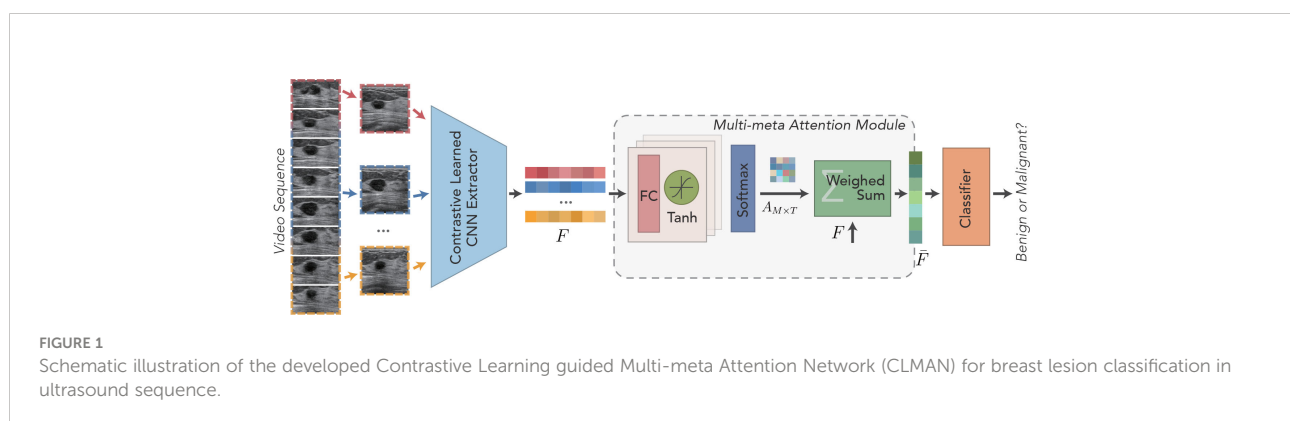 Video Sequence
...
Contrastive Learned
CNN Extractor
...
F
Multi-meta Attention Module
FC
Tanh
Softmax
A_{M×T}
Σ
Weighed
Sum
F
F̄
Classifier
Benign or Malignant?
FIGURE 1
Schematic illustration of the developed Contrastive Learning guided Multi-meta Attention Network (CLMAN) for breast lesion classification in
ultrasound sequence.